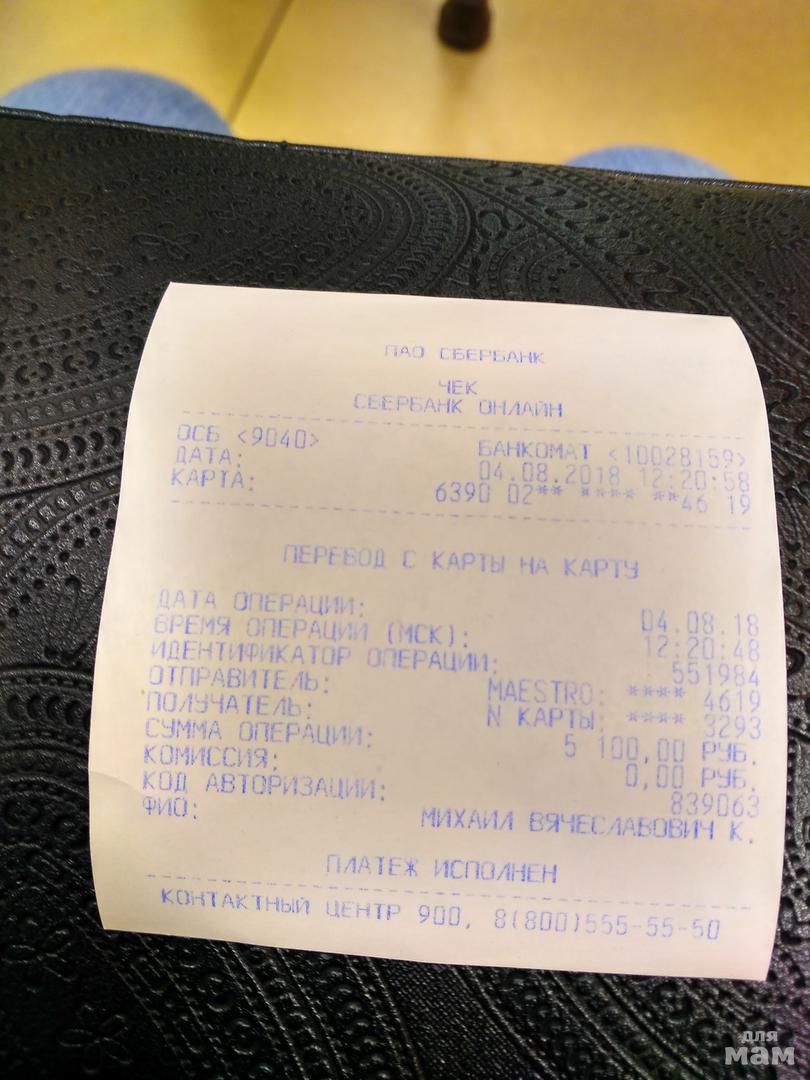 ПАО СБЕРБАНК
ЧЕК
СБЕРБАНК ОНЛАЙН
ОСБ <9040> БАНКОМАТ <10028159>
ДАТА: 04.08.2018 12:20:58
КАРТА: 6390 02** **** **46 19
ПЕРЕВОД С КАРТЫ НА КАРТУ
ДАТА ОПЕРАЦИИ: 04.08.18
ВРЕМЯ ОПЕРАЦИИ (МСК): 12:20:48
ИДЕНТИФИКАТОР ОПЕРАЦИИ: 551984
ОТПРАВИТЕЛЬ: MAESTRO: **** 4619
ПОЛУЧАТЕЛЬ: N КАРТЫ: **** 3293
СУММА ОПЕРАЦИИ: 5 100,00 РУБ.
КОМИССИЯ: 0,00 РУБ.
КОД АВТОРИЗАЦИИ: 839063
ФИО: МИХАИЛ ВЯЧЕСЛАВОВИЧ К.
ПЛАТЕЖ ИСПОЛНЕН
КОНТАКТНЫЙ ЦЕНТР 900, 8(800)555-55-50
для
мам